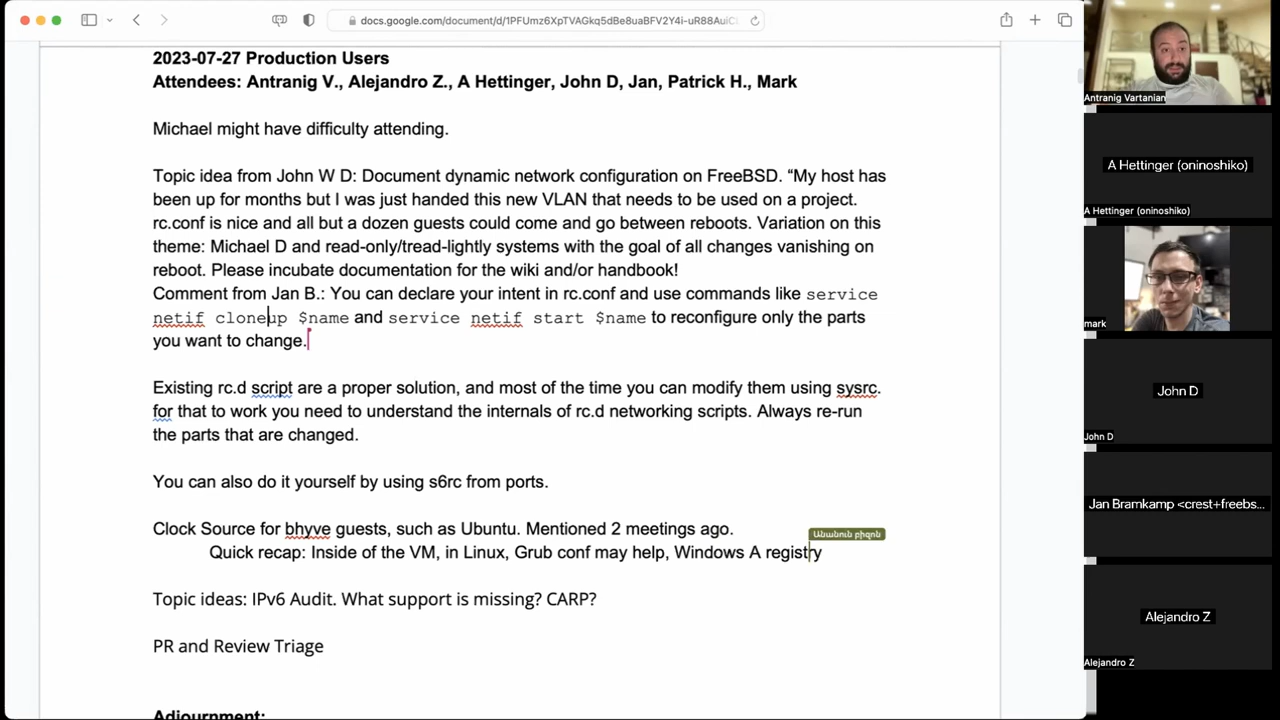 docs.google.com/document/d/1PFUmz6XpTVAGkq5dBe8uaBFV2Y4i-uR88AuiC
2023-07-27 Production Users
Attendees: Antranig V., Alejandro Z., A Hettinger, John D, Jan, Patrick H., Mark
Michael might have difficulty attending.
Topic idea from John W D: Document dynamic network configuration on FreeBSD. “My host has
been up for months but I was just handed this new VLAN that needs to be used on a project.
rc.conf is nice and all but a dozen guests could come and go between reboots. Variation on this
theme: Michael D and read-only/tread-lightly systems with the goal of all changes vanishing on
reboot. Please incubate documentation for the wiki and/or handbook!
Comment from Jan B.: You can declare your intent in rc.conf and use commands like service
netif cloneup $name and service netif start $name to reconfigure only the parts
you want to change.
Existing rc.d script are a proper solution, and most of the time you can modify them using sysrc.
for that to work you need to understand the internals of rc.d networking scripts. Always re-run
the parts that are changed.
You can also do it yourself by using s6rc from ports.
Clock Source for bhyve guests, such as Ubuntu. Mentioned 2 meetings ago.
Անանուն բիզոն
Quick recap: Inside of the VM, in Linux, Grub conf may help, Windows A registry
Topic ideas: IPv6 Audit. What support is missing? CARP?
PR and Review Triage
Adjournment:
Antranig Vartanian
A Hettinger (oninoshiko)
A Hettinger (oninoshiko)
mark
John D
John D
Jan Bramkamp <crest+freebs...
Alejandro Z
Alejandro Z